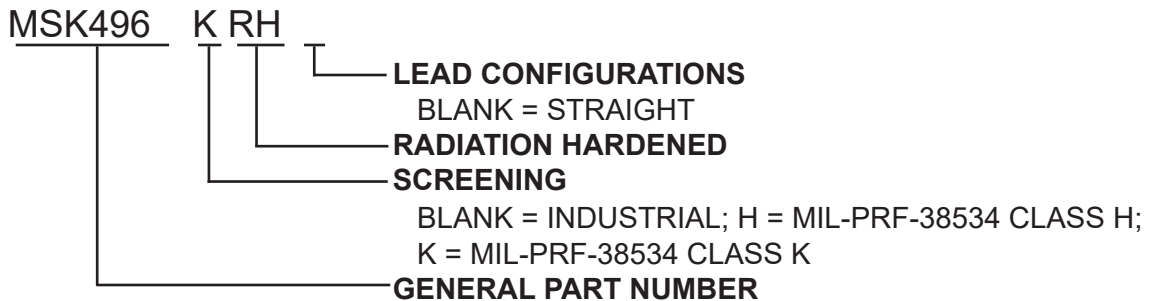 MSK496 K RH
LEAD CONFIGURATIONS
BLANK = STRAIGHT
RADIATION HARDENED
SCREENING
BLANK = INDUSTRIAL; H = MIL-PRF-38534 CLASS H;
K = MIL-PRF-38534 CLASS K
GENERAL PART NUMBER